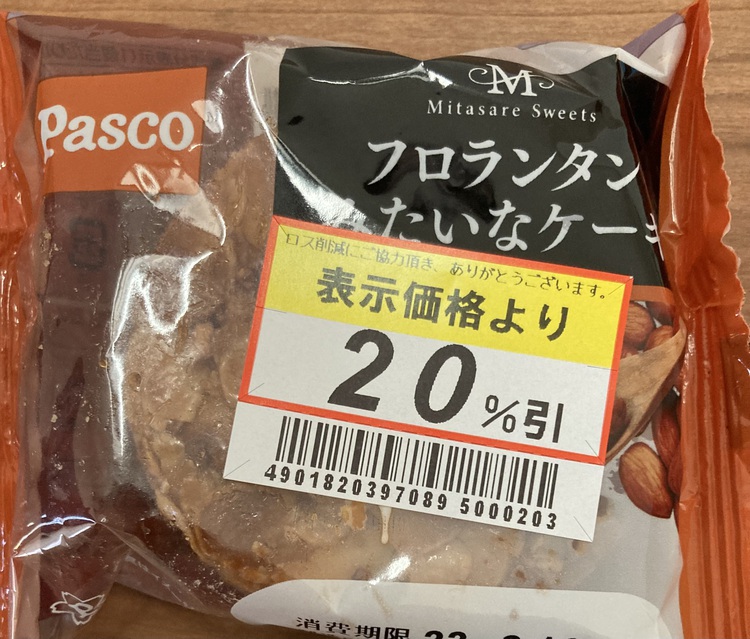 Pasco
M
Mitasare Sweets
フロランタン
みたいなケーキ
ロス削減にご協力頂き、ありがとうございます。
表示価格より
20%引
4901820397089 5000203
消費期限